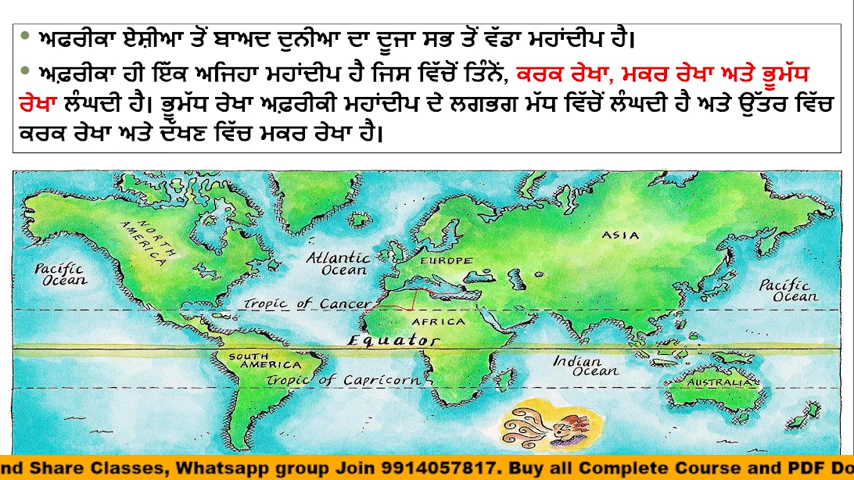 • ਅਫਰੀਕਾ ਏਸ਼ੀਆ ਤੋਂ ਬਾਅਦ ਦੁਨੀਆ ਦਾ ਦੂਜਾ ਸਭ ਤੋਂ ਵੱਡਾ ਮਹਾਂਦੀਪ ਹੈ।
• ਅਫ਼ਰੀਕਾ ਹੀ ਇੱਕ ਅਜਿਹਾ ਮਹਾਂਦੀਪ ਹੈ ਜਿਸ ਵਿੱਚੋਂ ਤਿੰਨੋਂ, ਕਰਕ ਰੇਖਾ, ਮਕਰ ਰੇਖਾ ਅਤੇ ਭੂਮੱਧ
ਰੇਖਾ ਲੰਘਦੀ ਹੈ। ਭੂਮੱਧ ਰੇਖਾ ਅਫ਼ਰੀਕੀ ਮਹਾਂਦੀਪ ਦੇ ਲਗਭਗ ਮੱਧ ਵਿੱਚੋਂ ਲੰਘਦੀ ਹੈ ਅਤੇ ਉੱਤਰ ਵਿੱਚ
ਕਰਕ ਰੇਖਾ ਅਤੇ ਦੱਖਣ ਵਿੱਚ ਮਕਰ ਰੇਖਾ ਹੈ।
NORTH
AMERICA
ASIA
Atlantic
Ocean
EUROPE
Pacific
Ocean
Pacific
Ocean
Tropic of Cancer
AFRICA
Equator
SOUTH
AMERICA
Indian
Ocean
Tropic of Capricorn
AUSTRALIA
nd Share Classes, Whatsapp group Join 9914057817. Buy all Complete Course and PDF Do